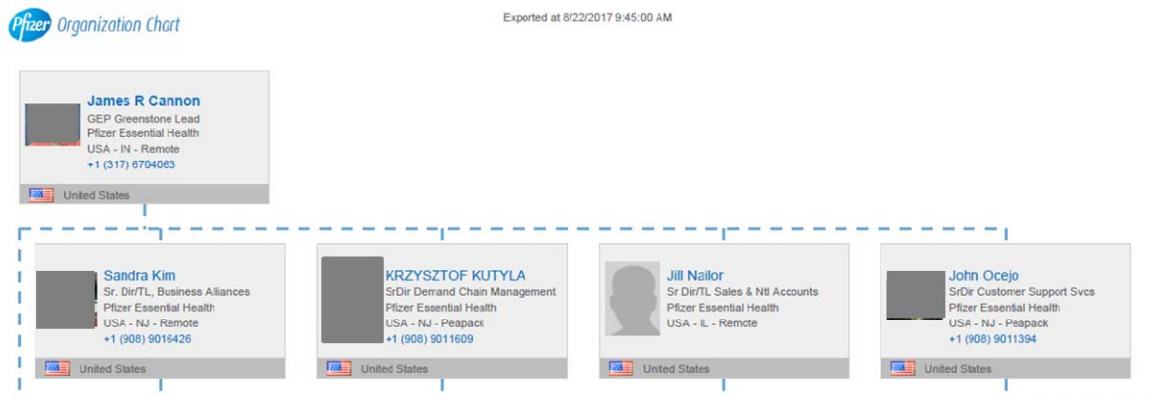 Pfizer Organization Chart
Exported at 8/22/2017 9:45:00 AM
James R Cannon
GEP Greenstone Lead
Pfizer Essential Health
USA - IN - Remote
+1 (317) 6704063
United States
Sandra Kim
Sr. Dir/TL, Business Alliances
Pfizer Essential Health
USA - NJ - Remote
+1 (908) 9016426
United States
KRZYSZTOF KUTYLA
SrDir Demand Chain Management
Pfizer Essential Health
USA - NJ - Peapack
+1 (908) 9011609
United States
Jill Nailor
Sr Dir/TL Sales & Ntl Accounts
Pfizer Essential Health
USA - IL - Remote
United States
John Ocejo
SrDir Customer Support Svcs
Pfizer Essential Health
USA - NJ - Peapack
+1 (908) 9011394
United States